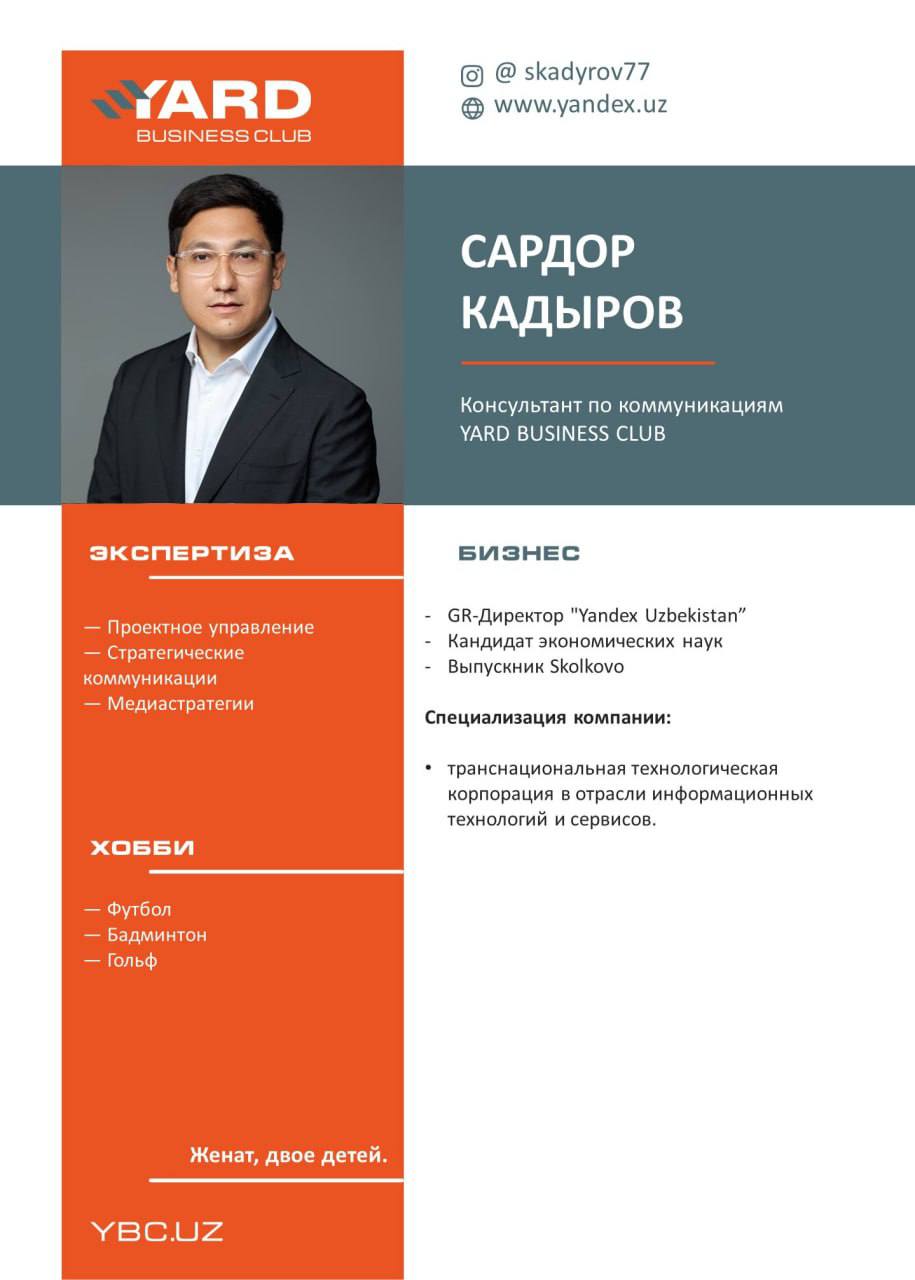 YARD
BUSINESS CLUB
@ skadyrov77
www.yandex.uz
САРДОР
КАДЫРОВ
Консультант по коммуникациям
YARD BUSINESS CLUB
ЭКСПЕРТИЗА
— Проектное управление
— Стратегические
коммуникации
— Медиастратегии
ХОББИ
— Футбол
— Бадминтон
— Гольф
Женат, двое детей.
YBC.UZ
БИЗНЕС
- GR-Директор "Yandex Uzbekistan”
- Кандидат экономических наук
- Выпускник Skolkovo
Специализация компании:
• транснациональная технологическая
корпорация в отрасли информационных
технологий и сервисов.